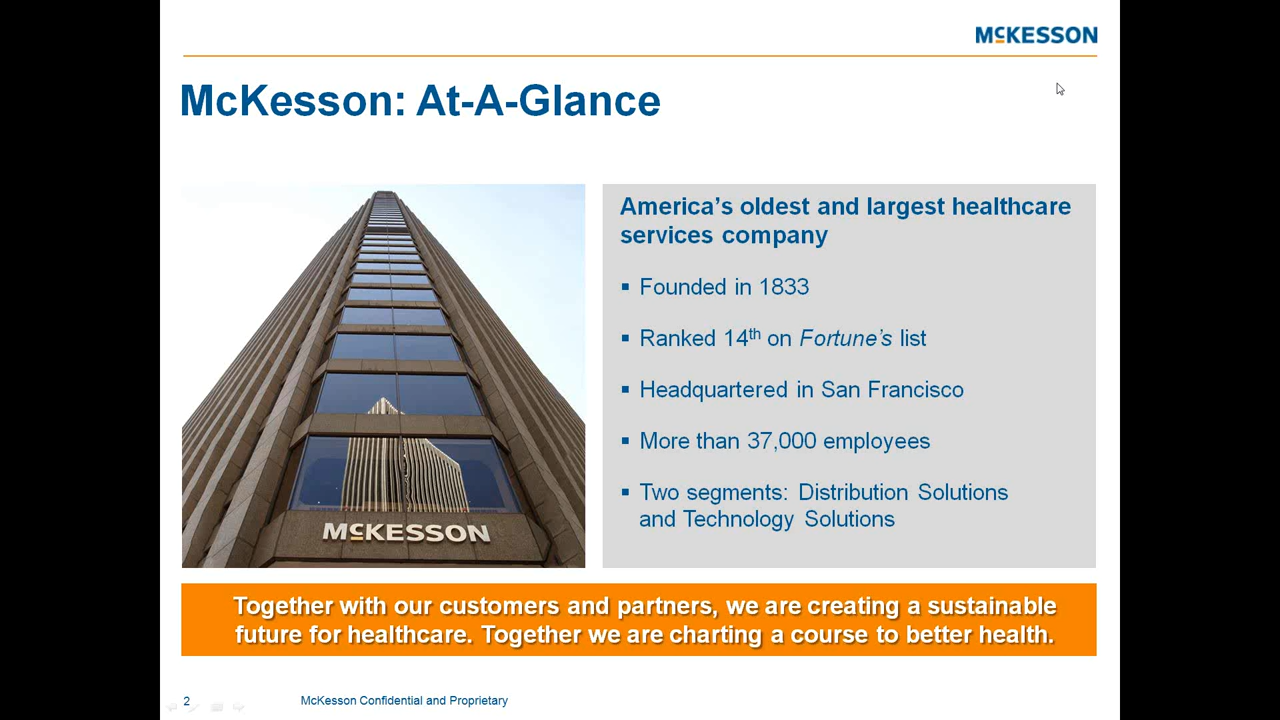 McKESSON
McKesson: At-A-Glance
America's oldest and largest healthcare
services company
▪ Founded in 1833
▪ Ranked 14th on Fortune's list
▪ Headquartered in San Francisco
▪ More than 37,000 employees
▪ Two segments: Distribution Solutions
and Technology Solutions
McKESSON
Together with our customers and partners, we are creating a sustainable
future for healthcare. Together we are charting a course to better health.
2 McKesson Confidential and Proprietary